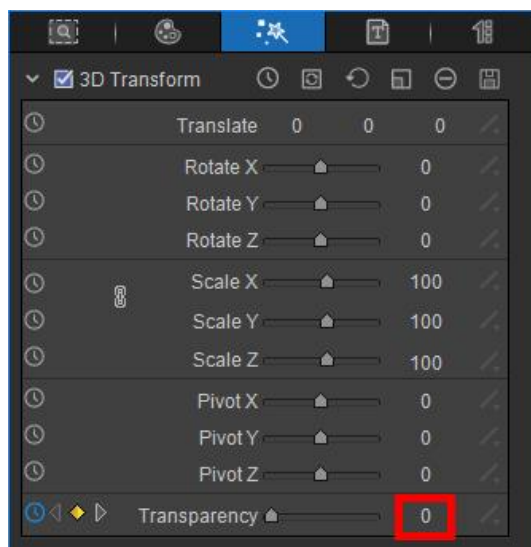 T
3D Transform
Translate 0 0 0
Rotate X 0
Rotate Y 0
Rotate Z 0
Scale X 100
Scale Y 100
Scale Z 100
Pivot X 0
Pivot Y 0
Pivot Z 0
Transparency 0